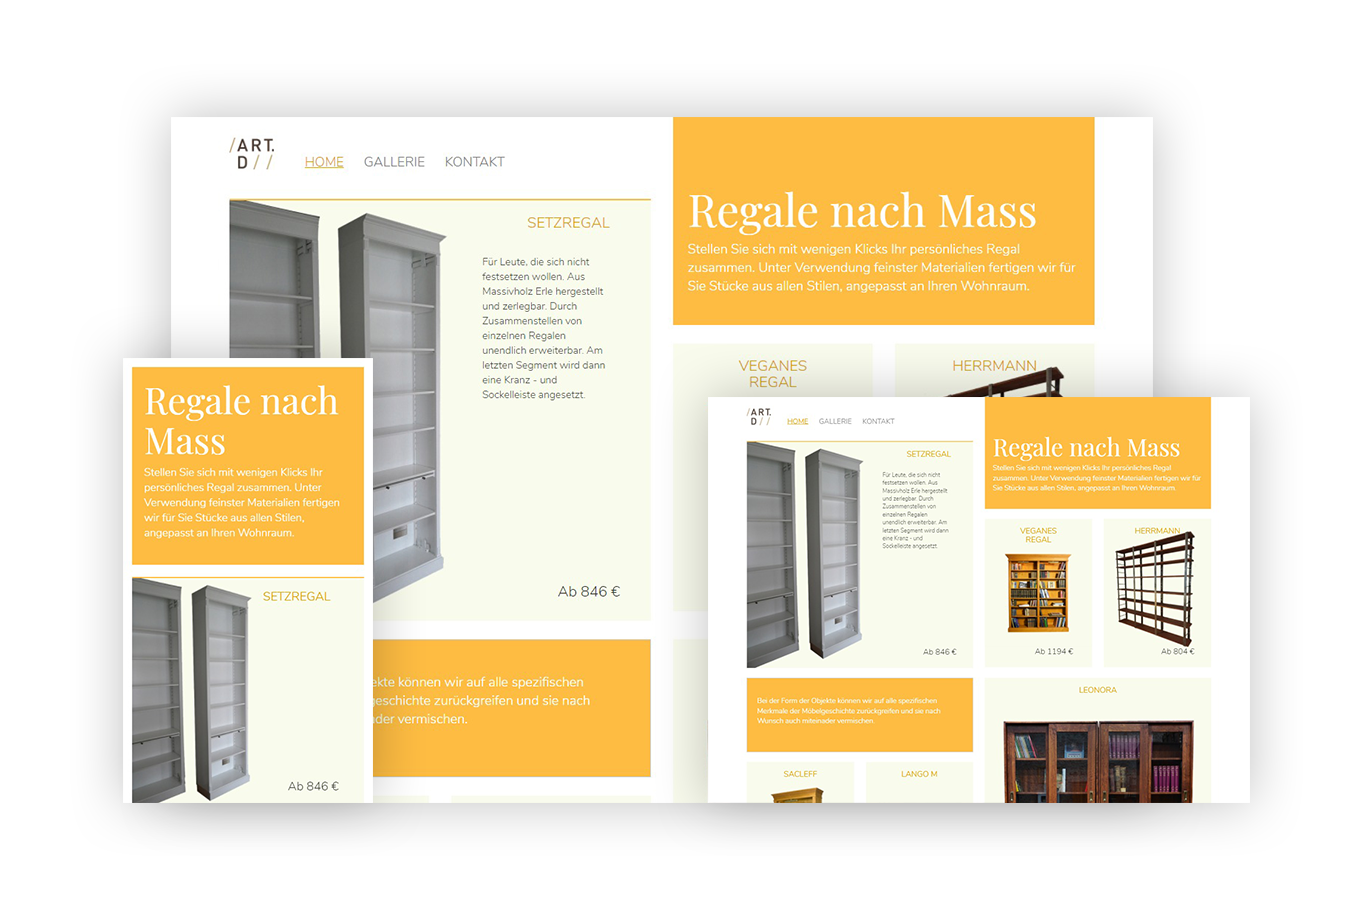 /ART.
D //
HOME GALLERIE KONTAKT
SETZREGAL
Für Leute, die sich nicht
festsetzen wollen. Aus
Massivholz Erle hergestellt
und zerlegbar. Durch
Zusammenstellen von
einzelnen Regalen
unendlich erweiterbar. Am
letzten Segment wird dann
eine Kranz - und
Sockelleiste angesetzt.
Ab 846 €
Regale nach Mass
Stellen Sie sich mit wenigen Klicks Ihr persönliches Regal
zusammen. Unter Verwendung feinster Materialien fertigen wir für
Sie Stücke aus allen Stilen, angepasst an Ihren Wohnraum.
VEGANES
REGAL
HERRMANN
ekte können wir auf alle spezifischen
geschichte zurückgreifen und sie nach
nder vermischen.
Regale nach
Mass
Stellen Sie sich mit wenigen Klicks Ihr
persönliches Regal zusammen. Unter
Verwendung feinster Materialien fertigen
wir für Sie Stücke aus allen Stilen,
angepasst an Ihren Wohnraum.
SETZREGAL
Ab 846 €
/ART.
D //
HOME GALLERIE KONTAKT
SETZREGAL
Für Leute, die sich nicht
festsetzen wollen. Aus
Massivholz Erle hergestellt
und zerlegbar. Durch
Zusammenstellen von
einzelnen Regalen
unendlich erweiterbar. Am
letzten Segment wird dann
eine Kranz - und
Sockelleiste angesetzt.
Ab 846 €
Regale nach Mass
Stellen Sie sich mit wenigen Klicks Ihr persönliches Regal
zusammen. Unter Verwendung feinster Materialien fertigen wir für
Sie Stücke aus allen Stilen, angepasst an Ihren Wohnraum.
VEGANES
REGAL
Ab 1194 €
HERRMANN
Ab 804 €
Bei der Form der Objekte können wir auf alle spezifischen
Merkmale der Möbelgeschichte zurückgreifen und sie nach
Wunsch auch miteinader vermischen.
LEONORA
SACLEFF
LANGO M